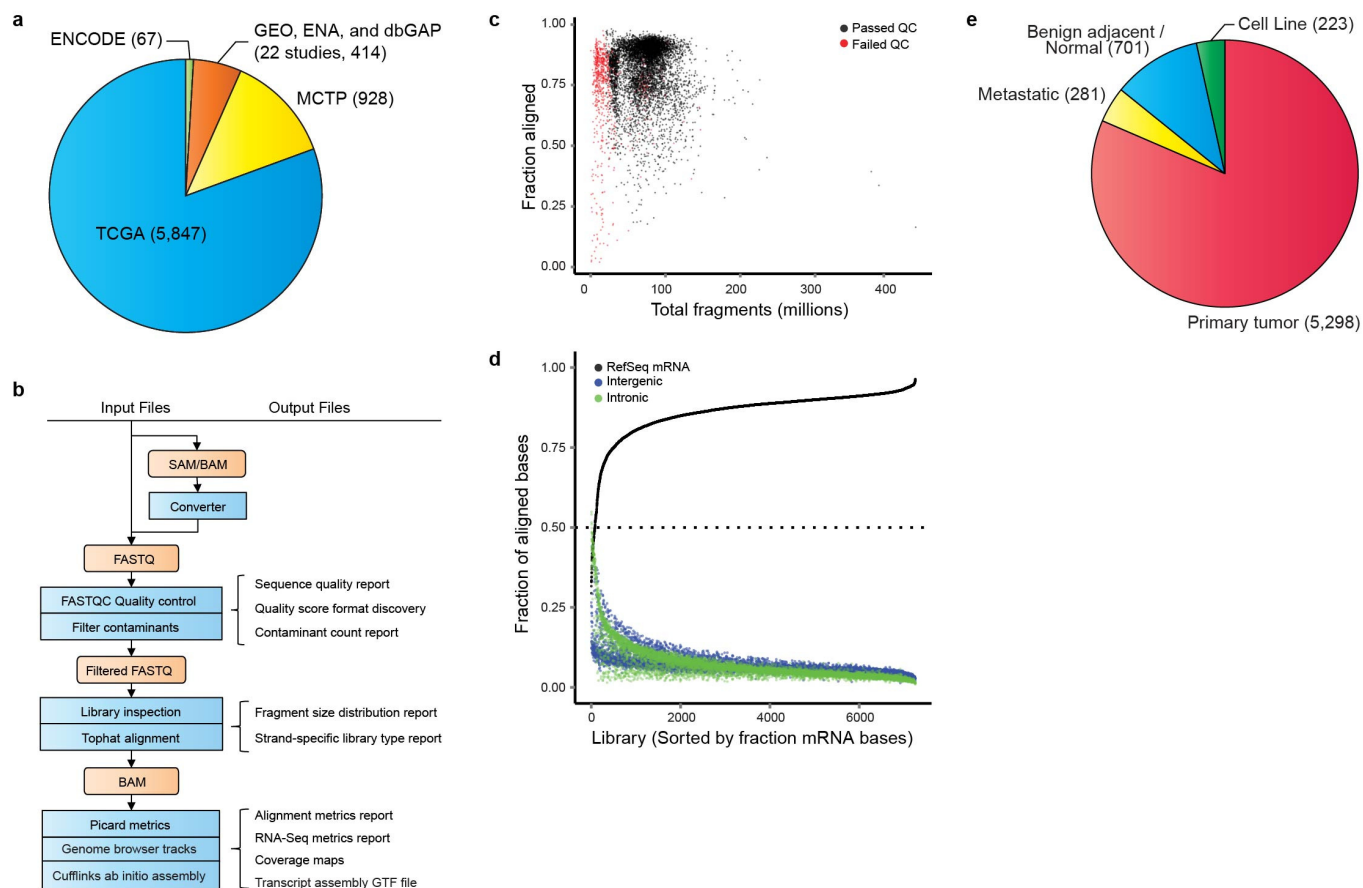 a
ENCODE (67)
GEO, ENA, and dbGAP
(22 studies, 414)
MCTP (928)
TCGA (5,847)
b
Input Files
Output Files
SAM/BAM
Converter
FASTQ
FASTQC Quality control
Filter contaminants
Sequence quality report
Quality score format discovery
Contaminant count report
Filtered FASTQ
Library inspection
Tophat alignment
Fragment size distribution report
Strand-specific library type report
BAM
Picard metrics
Genome browser tracks
Cufflinks ab initio assembly
Alignment metrics report
RNA-Seq metrics report
Coverage maps
Transcript assembly GTF file
c
Passed QC
Failed QC
Fraction aligned
1.00
0.75
0.50
0.25
0.00
0
100
200
300
400
Total fragments (millions)
d
RefSeq mRNA
Intergenic
Intronic
Fraction of aligned bases
1.00
0.75
0.50
0.25
0.00
0
2000
4000
6000
Library (Sorted by fraction mRNA bases)
e
Cell Line (223)
Benign adjacent /
Normal (701)
Metastatic (281)
Primary tumor (5,298)